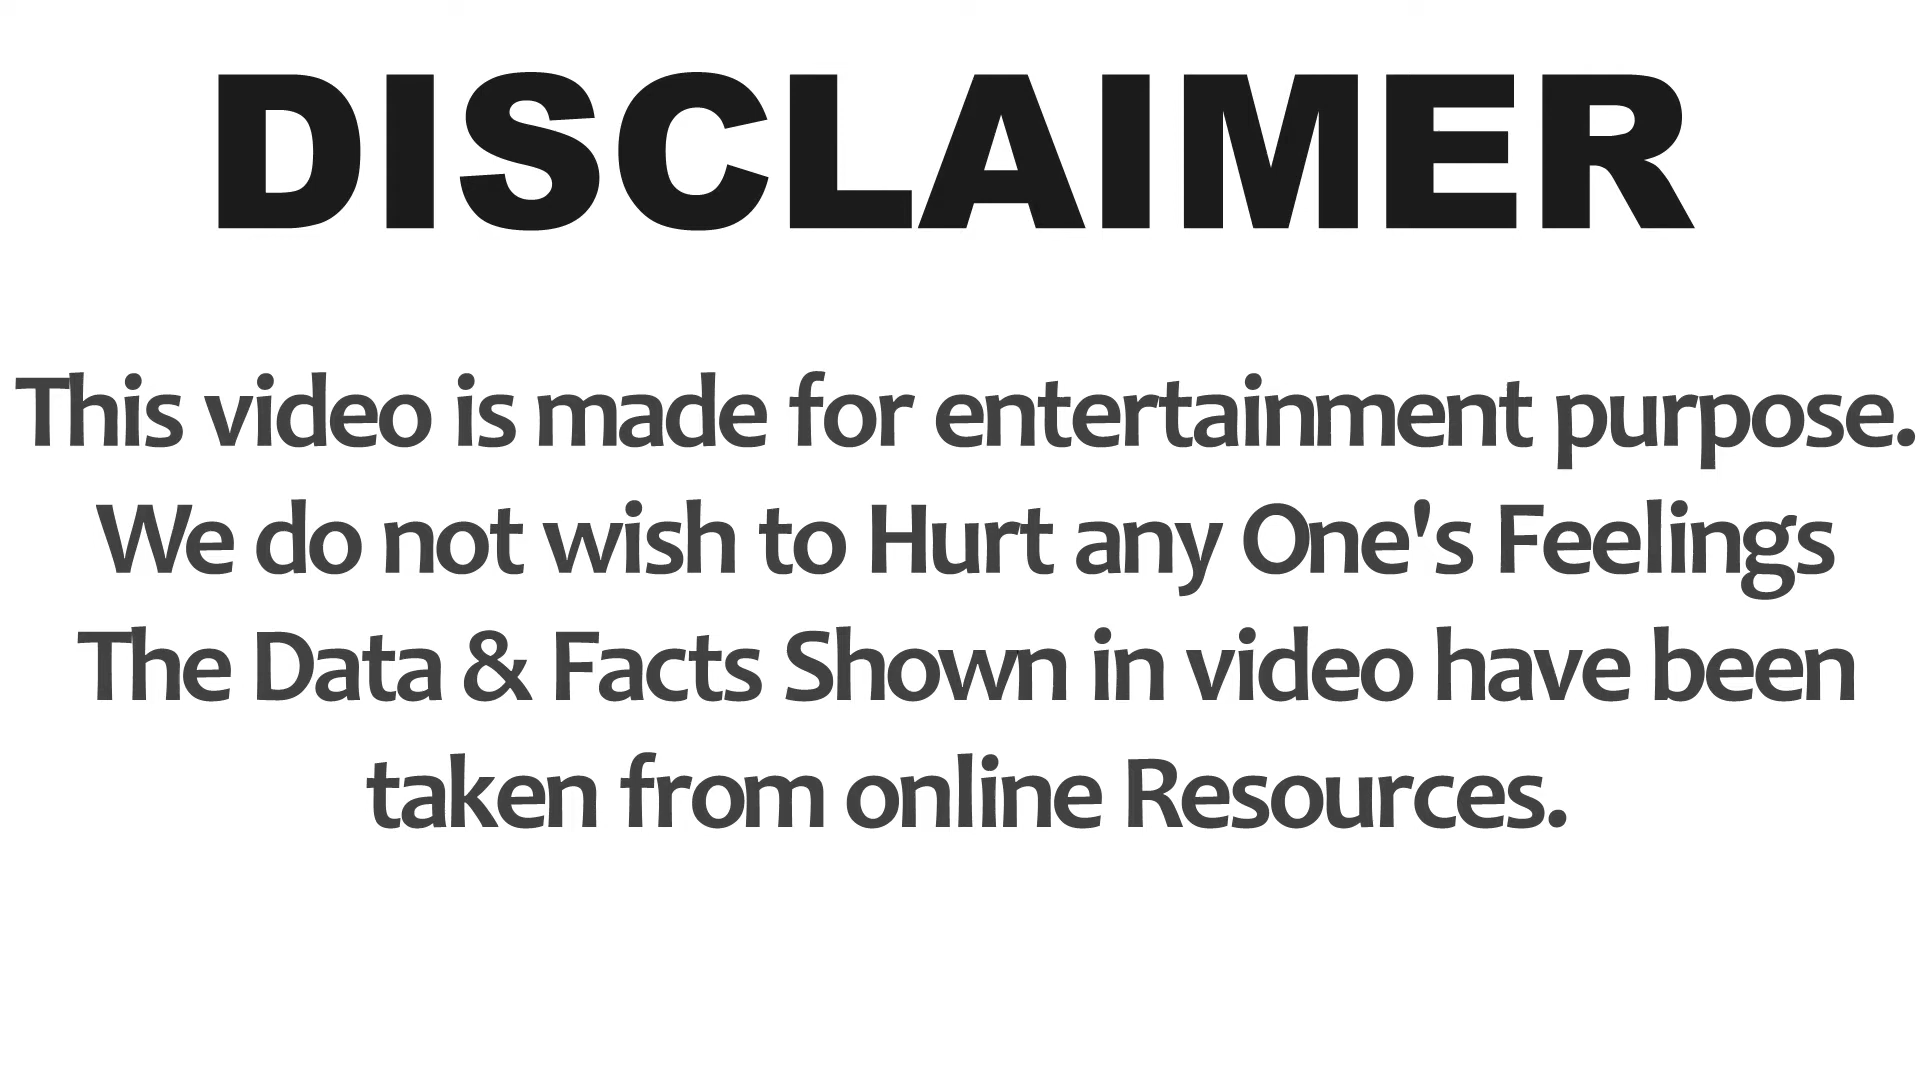 DISCLAIMER
This video is made for entertainment purpose.
We do not wish to Hurt any One's Feelings
The Data & Facts Shown in video have been
taken from online Resources.